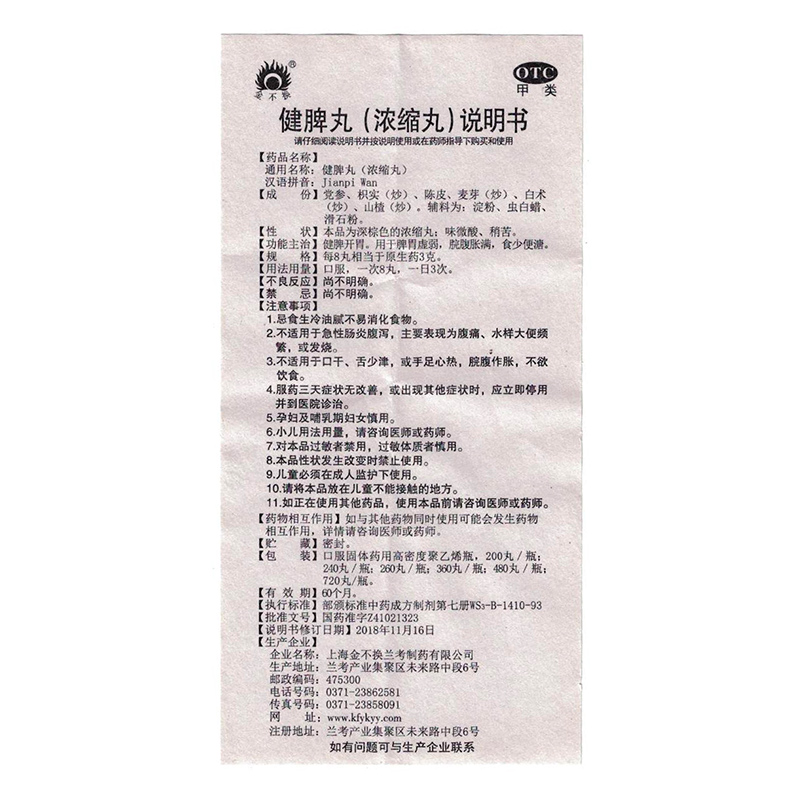 金不换®
OTC
甲 类
健脾丸(浓缩丸)说明书
请仔细阅读说明书并按说明使用或在药师指导下购买和使用
【药品名称】
通用名称：健脾丸（浓缩丸）
汉语拼音：Jianpi Wan
【成 份】党参、枳实（炒）、陈皮、麦芽（炒）、白术
（炒）、山楂（炒）。辅料为：淀粉、虫白蜡、
滑石粉。
【性 状】本品为深棕色的浓缩丸；味微酸、稍苦。
【功能主治】健脾开胃。用于脾胃虚弱，脘腹胀满，食少便溏。
【规 格】每8丸相当于原生药3克。
【用法用量】口服，一次8丸，一日3次。
【不良反应】尚不明确。
【禁 忌】尚不明确。
【注意事项】
1.忌食生冷油腻不易消化食物。
2.不适用于急性肠炎腹泻，主要表现为腹痛、水样大便频
繁，或发烧。
3.不适用于口干、舌少津，或手足心热，脘腹作胀，不欲
饮食。
4.服药三天症状无改善，或出现其他症状时，应立即停用
并到医院诊治。
5.孕妇及哺乳期妇女慎用。
6.小儿用法用量，请咨询医师或药师。
7.对本品过敏者禁用，过敏体质者慎用。
8.本品性状发生改变时禁止使用。
9.儿童必须在成人监护下使用。
10.请将本品放在儿童不能接触的地方。
11.如正在使用其他药品，使用本品前请咨询医师或药师。
【药物相互作用】如与其他药物同时使用可能会发生药物
相互作用，详情请咨询医师或药师。
【贮 藏】密封。
【包 装】口服固体药用高密度聚乙烯瓶，200丸/瓶；
240丸/瓶；260丸/瓶；360丸/瓶；480丸/瓶；
720丸/瓶。
【有 效 期】60个月。
【执行标准】部颁标准中药成方制剂第七册WS₃-B-1410-93
【批准文号】国药准字Z41021323
【说明书修订日期】2018年11月16日
【生产企业】
企业名称：上海金不换兰考制药有限公司
生产地址：兰考产业集聚区未来路中段6号
邮政编码：475300
电话号码：0371-23862581
传真号码：0371-23858091
网 址：www.kfykyy.com
注册地址：兰考产业集聚区未来路中段6号
如有问题可与生产企业联系